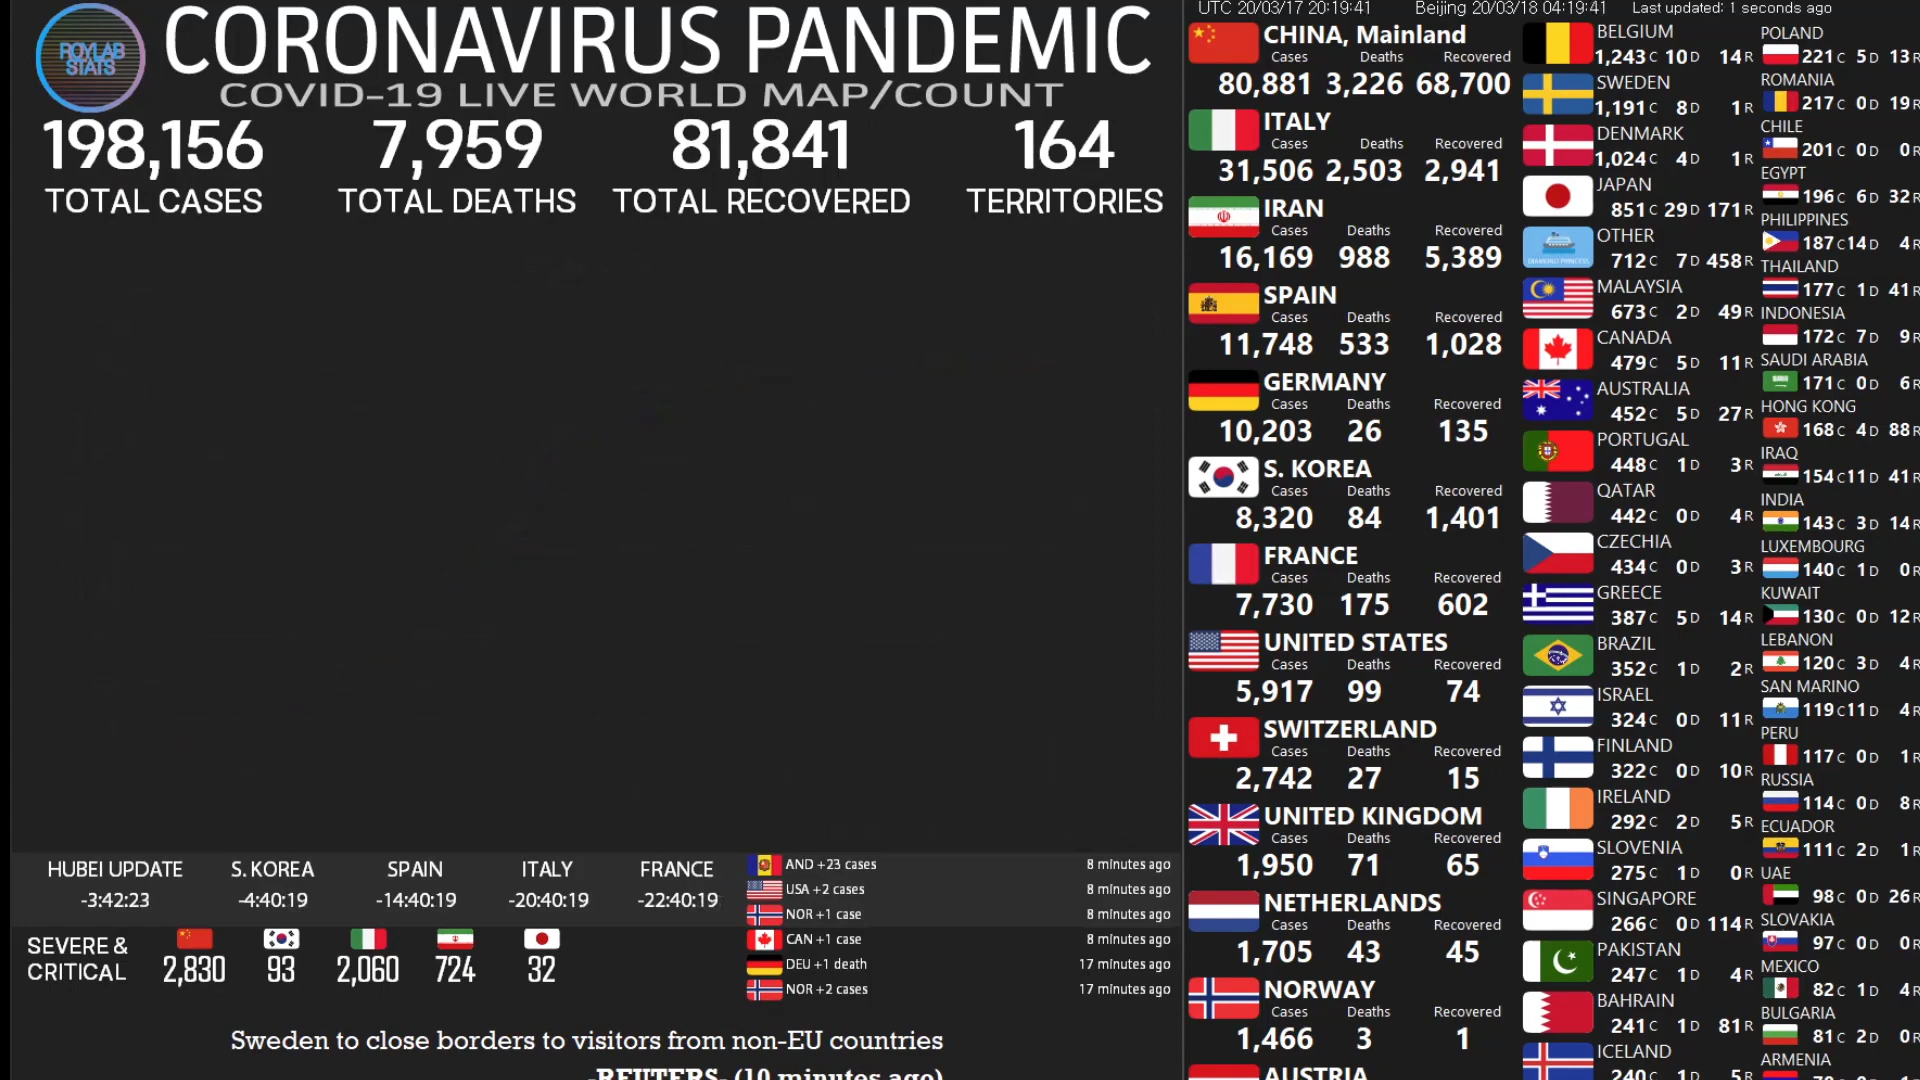 UTC 20/03/17 20:19:41 Beijing 20/03/18 04:19:41 Last updated: 1 seconds ago
ROYLAB STATS
CORONAVIRUS PANDEMIC
COVID-19 LIVE WORLD MAP/COUNT
198,156 7,959 81,841 164
TOTAL CASES TOTAL DEATHS TOTAL RECOVERED TERRITORIES
HUBEI UPDATE S. KOREA SPAIN ITALY FRANCE
-3:42:23 -4:40:19 -14:40:19 -20:40:19 -22:40:19
SEVERE & CRITICAL
2,830 93 2,060 724 32
AND +23 cases 8 minutes ago
USA +2 cases 8 minutes ago
NOR +1 case 8 minutes ago
CAN +1 case 8 minutes ago
DEU +1 death 17 minutes ago
NOR +2 cases 17 minutes ago
Sweden to close borders to visitors from non-EU countries
-REUTERS- (10 minutes ago)
CHINA, Mainland
Cases Deaths Recovered
80,881 3,226 68,700
ITALY
Cases Deaths Recovered
31,506 2,503 2,941
IRAN
Cases Deaths Recovered
16,169 988 5,389
SPAIN
Cases Deaths Recovered
11,748 533 1,028
GERMANY
Cases Deaths Recovered
10,203 26 135
S. KOREA
Cases Deaths Recovered
8,320 84 1,401
FRANCE
Cases Deaths Recovered
7,730 175 602
UNITED STATES
Cases Deaths Recovered
5,917 99 74
SWITZERLAND
Cases Deaths Recovered
2,742 27 15
UNITED KINGDOM
Cases Deaths Recovered
1,950 71 65
NETHERLANDS
Cases Deaths Recovered
1,705 43 45
NORWAY
Cases Deaths Recovered
1,466 3 1
AUSTRIA
BELGIUM
1,243 C 10 D 14 R
SWEDEN
1,191 C 8 D 1 R
DENMARK
1,024 C 4 D 1 R
JAPAN
851 C 29 D 171 R
OTHER
DIAMOND PRINCESS
712 C 7 D 458 R
MALAYSIA
673 C 2 D 49 R
CANADA
479 C 5 D 11 R
AUSTRALIA
452 C 5 D 27 R
PORTUGAL
448 C 1 D 3 R
QATAR
442 C 0 D 4 R
CZECHIA
434 C 0 D 3 R
GREECE
387 C 5 D 14 R
BRAZIL
352 C 1 D 2 R
ISRAEL
324 C 0 D 11 R
FINLAND
322 C 0 D 10 R
IRELAND
292 C 2 D 5 R
SLOVENIA
275 C 1 D 0 R
SINGAPORE
266 C 0 D 114 R
PAKISTAN
247 C 1 D 4 R
BAHRAIN
241 C 1 D 81 R
ICELAND
240 C 1 D 5 R
POLAND
221 C 5 D 13 R
ROMANIA
217 C 0 D 19 R
CHILE
201 C 0 D 0 R
EGYPT
196 C 6 D 32 R
PHILIPPINES
187 C 14 D 4 R
THAILAND
177 C 1 D 41 R
INDONESIA
172 C 7 D 9 R
SAUDI ARABIA
171 C 0 D 6 R
HONG KONG
168 C 4 D 88 R
IRAQ
154 C 11 D 41 R
INDIA
143 C 3 D 14 R
LUXEMBOURG
140 C 1 D 0 R
KUWAIT
130 C 0 D 12 R
LEBANON
120 C 3 D 4 R
SAN MARINO
119 C 11 D 4 R
PERU
117 C 0 D 1 R
RUSSIA
114 C 0 D 8 R
ECUADOR
111 C 2 D 1 R
UAE
98 C 0 D 26 R
SLOVAKIA
97 C 0 D 0 R
MEXICO
82 C 1 D 4 R
BULGARIA
81 C 2 D 0 R
ARMENIA